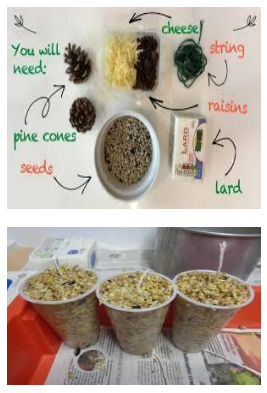 cheese
You will
need:
string
raisins
LARD
pine cones
seeds
lard